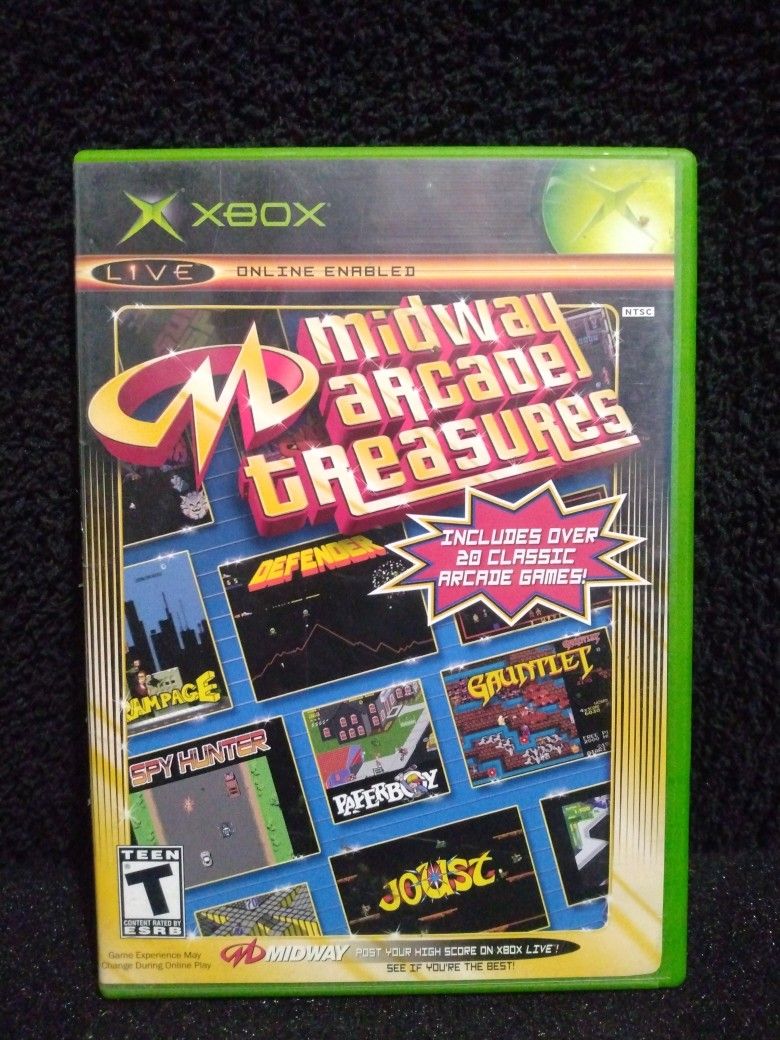 XBOX
LIVE ONLINE ENABLED
NTSC
midway
arcade
treasures
INCLUDES OVER
20 CLASSIC
ARCADE GAMES!
DEFENDER
RAMPAGE
GAUNTLET
SPY HUNTER
PAPERBOY
JOUST
TEEN
T
CONTENT RATED BY
ESRB
Game Experience May
Change During Online Play
MIDWAY
POST YOUR HIGH SCORE ON XBOX LIVE!
SEE IF YOU'RE THE BEST!